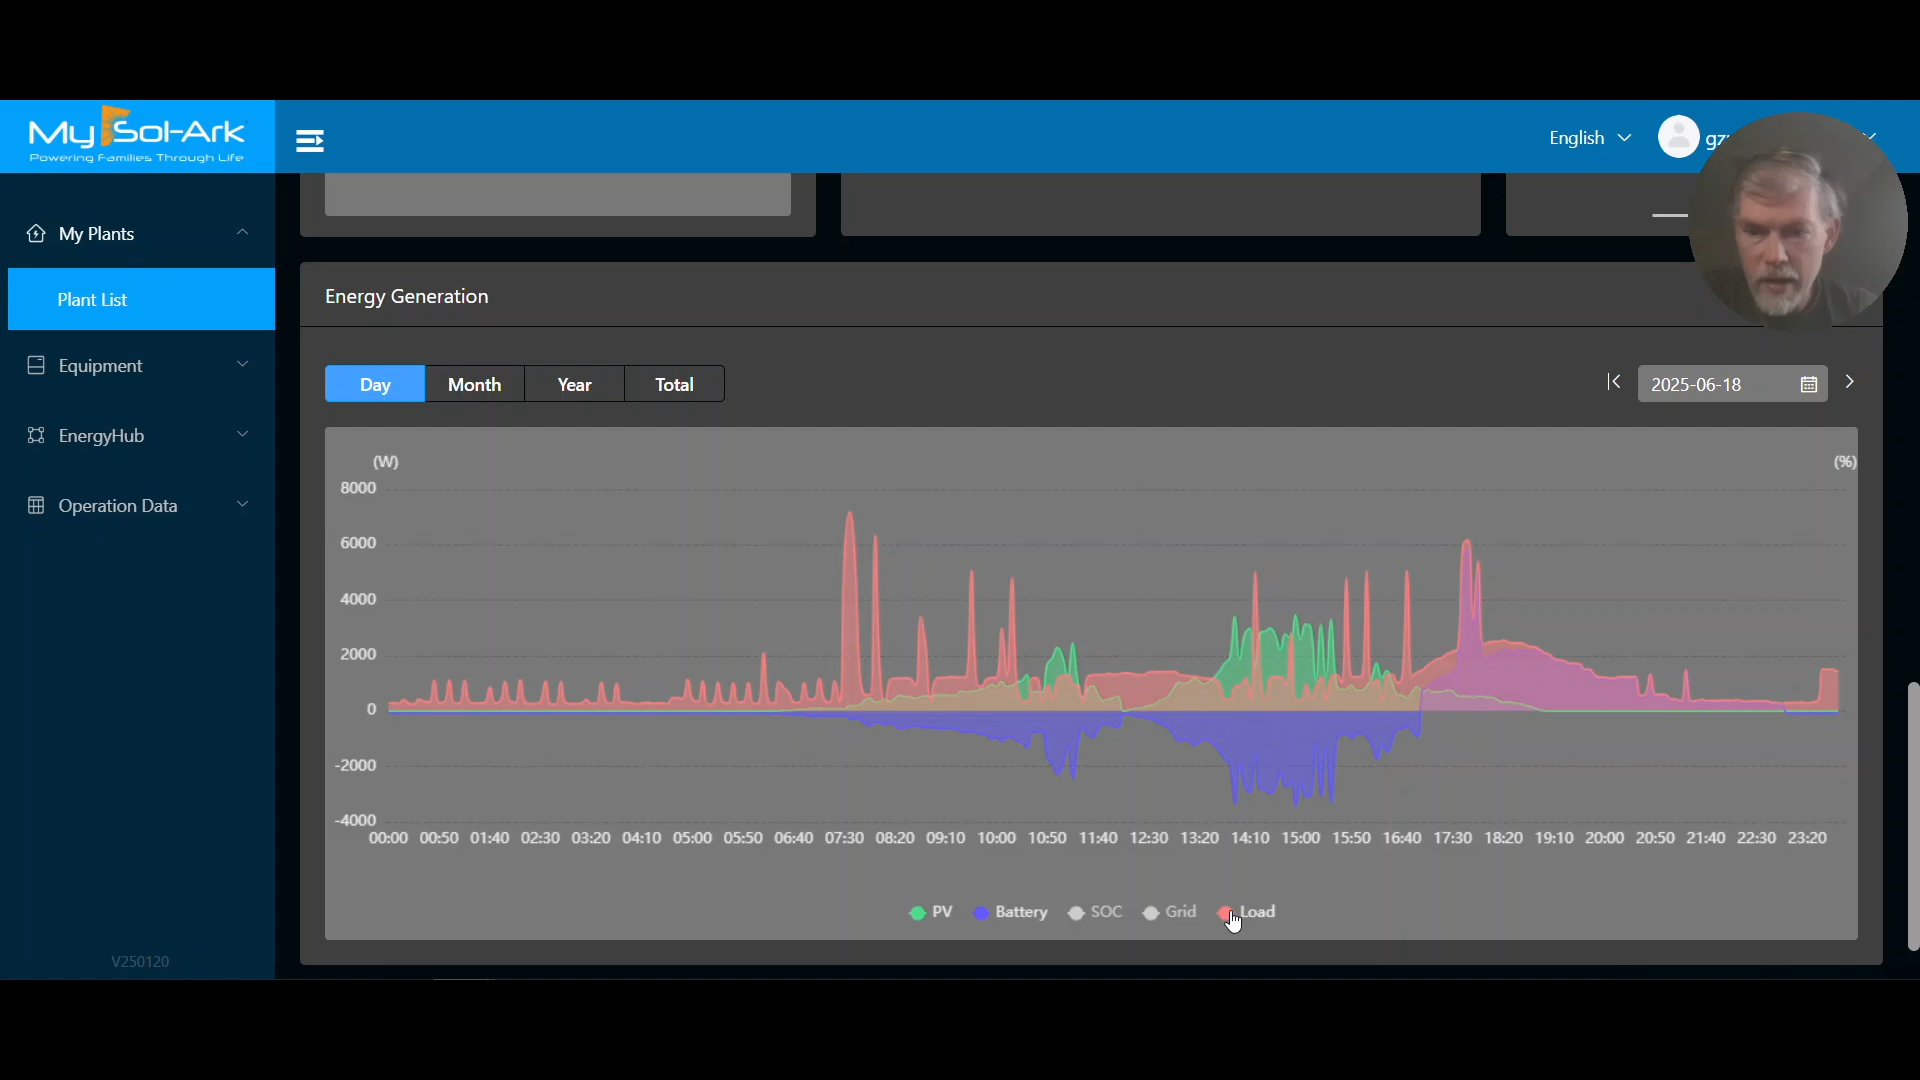 My Sol-Ark
Powering Families Through Life
English
My Plants
Plant List
Equipment
EnergyHub
Operation Data
V250120
Energy Generation
Day Month Year Total
2025-06-18
(W) (%)
8000
6000
4000
2000
0
-2000
-4000
00:00 00:50 01:40 02:30 03:20 04:10 05:00 05:50 06:40 07:30 08:20 09:10 10:00 10:50 11:40 12:30 13:20 14:10 15:00 15:50 16:40 17:30 18:20 19:10 20:00 20:50 21:40 22:30 23:20
PV Battery SOC Grid Load